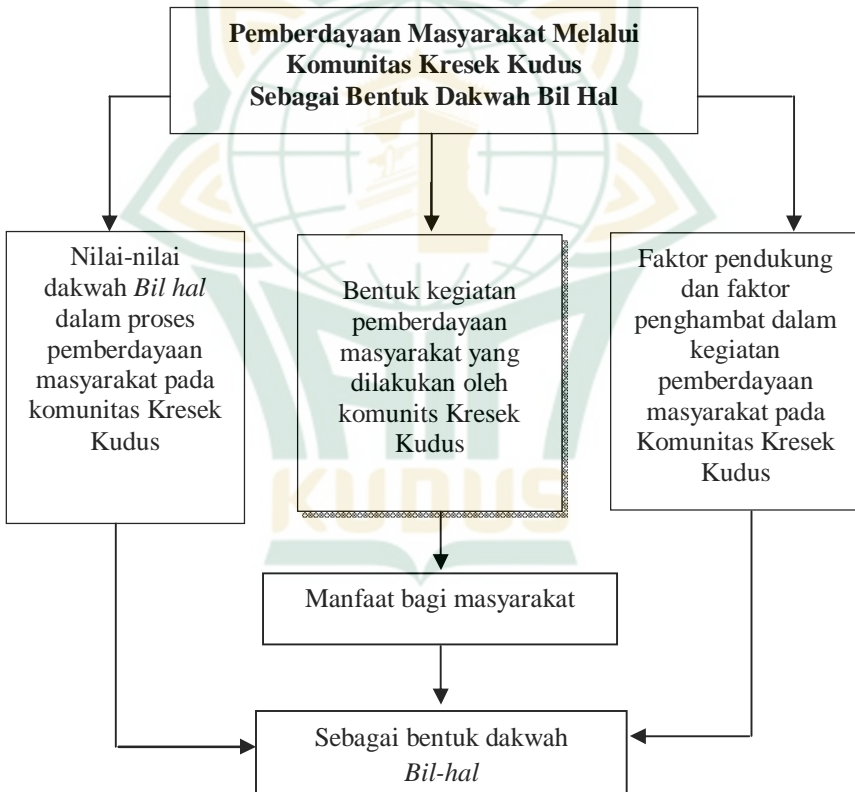 Pemberdayaan Masyarakat Melalui
Komunitas Kresek Kudus
Sebagai Bentuk Dakwah Bil Hal
Nilai-nilai
dakwah Bil hal
dalam proses
pemberdayaan
masyarakat pada
komunitas Kresek
Kudus
Bentuk kegiatan
pemberdayaan
masyarakat yang
dilakukan oleh
komunits Kresek
Kudus
Faktor pendukung
dan faktor
penghambat dalam
kegiatan
pemberdayaan
masyarakat pada
Komunitas Kresek
Kudus
KUDUS
Manfaat bagi masyarakat
Sebagai bentuk dakwah
Bil-hal